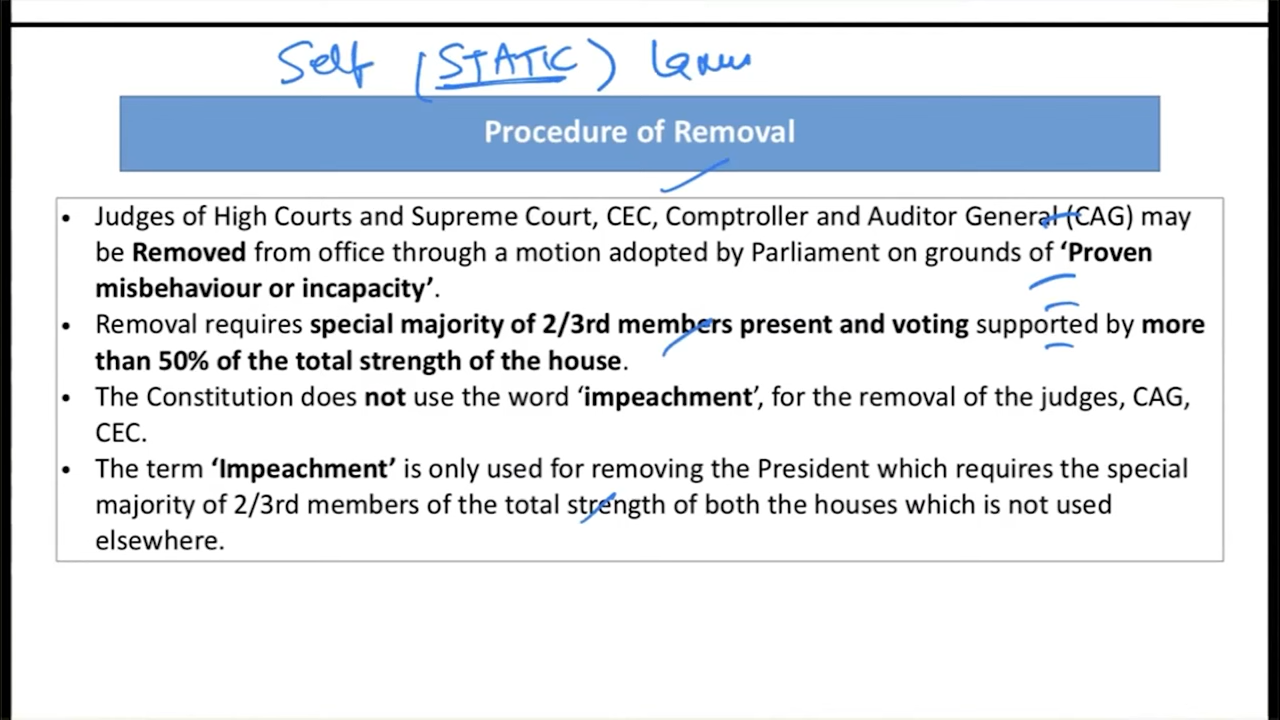 Self (STATIC)
Procedure of Removal
• Judges of High Courts and Supreme Court, CEC, Comptroller and Auditor General (CAG) may
be Removed from office through a motion adopted by Parliament on grounds of ‘Proven
misbehaviour or incapacity’.
• Removal requires special majority of 2/3rd members present and voting supported by more
than 50% of the total strength of the house.
• The Constitution does not use the word ‘impeachment’, for the removal of the judges, CAG,
CEC.
• The term ‘Impeachment’ is only used for removing the President which requires the special
majority of 2/3rd members of the total strength of both the houses which is not used
elsewhere.